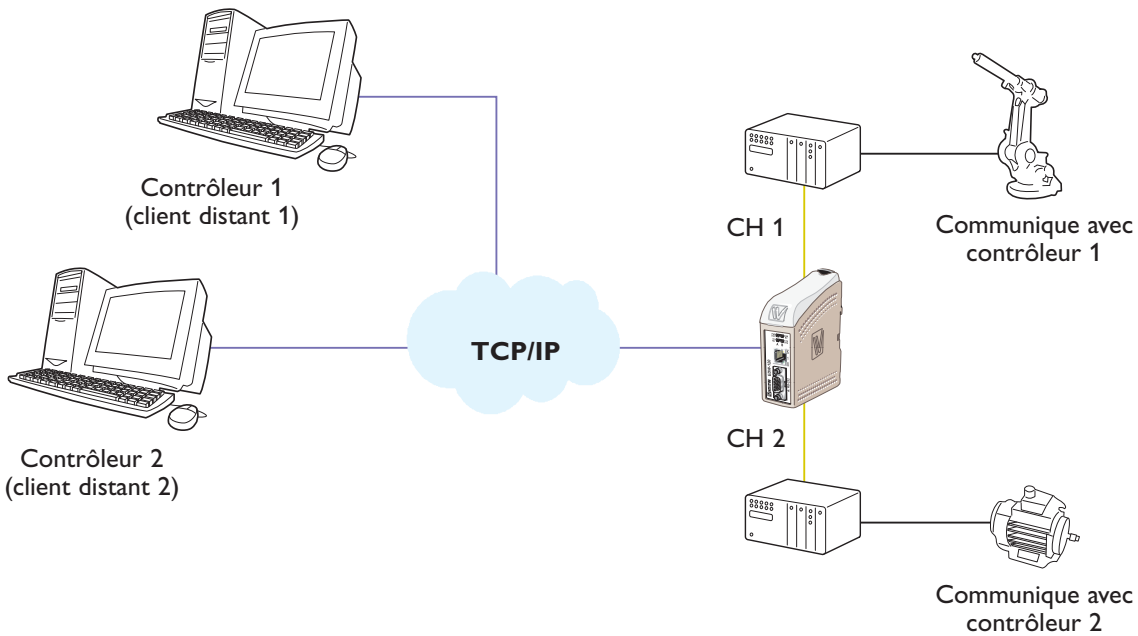 Contrôleur 1
(client distant 1)
CH 1
Communique avec
contrôleur 1
TCP/IP
Contrôleur 2
(client distant 2)
CH 2
Communique avec
contrôleur 2